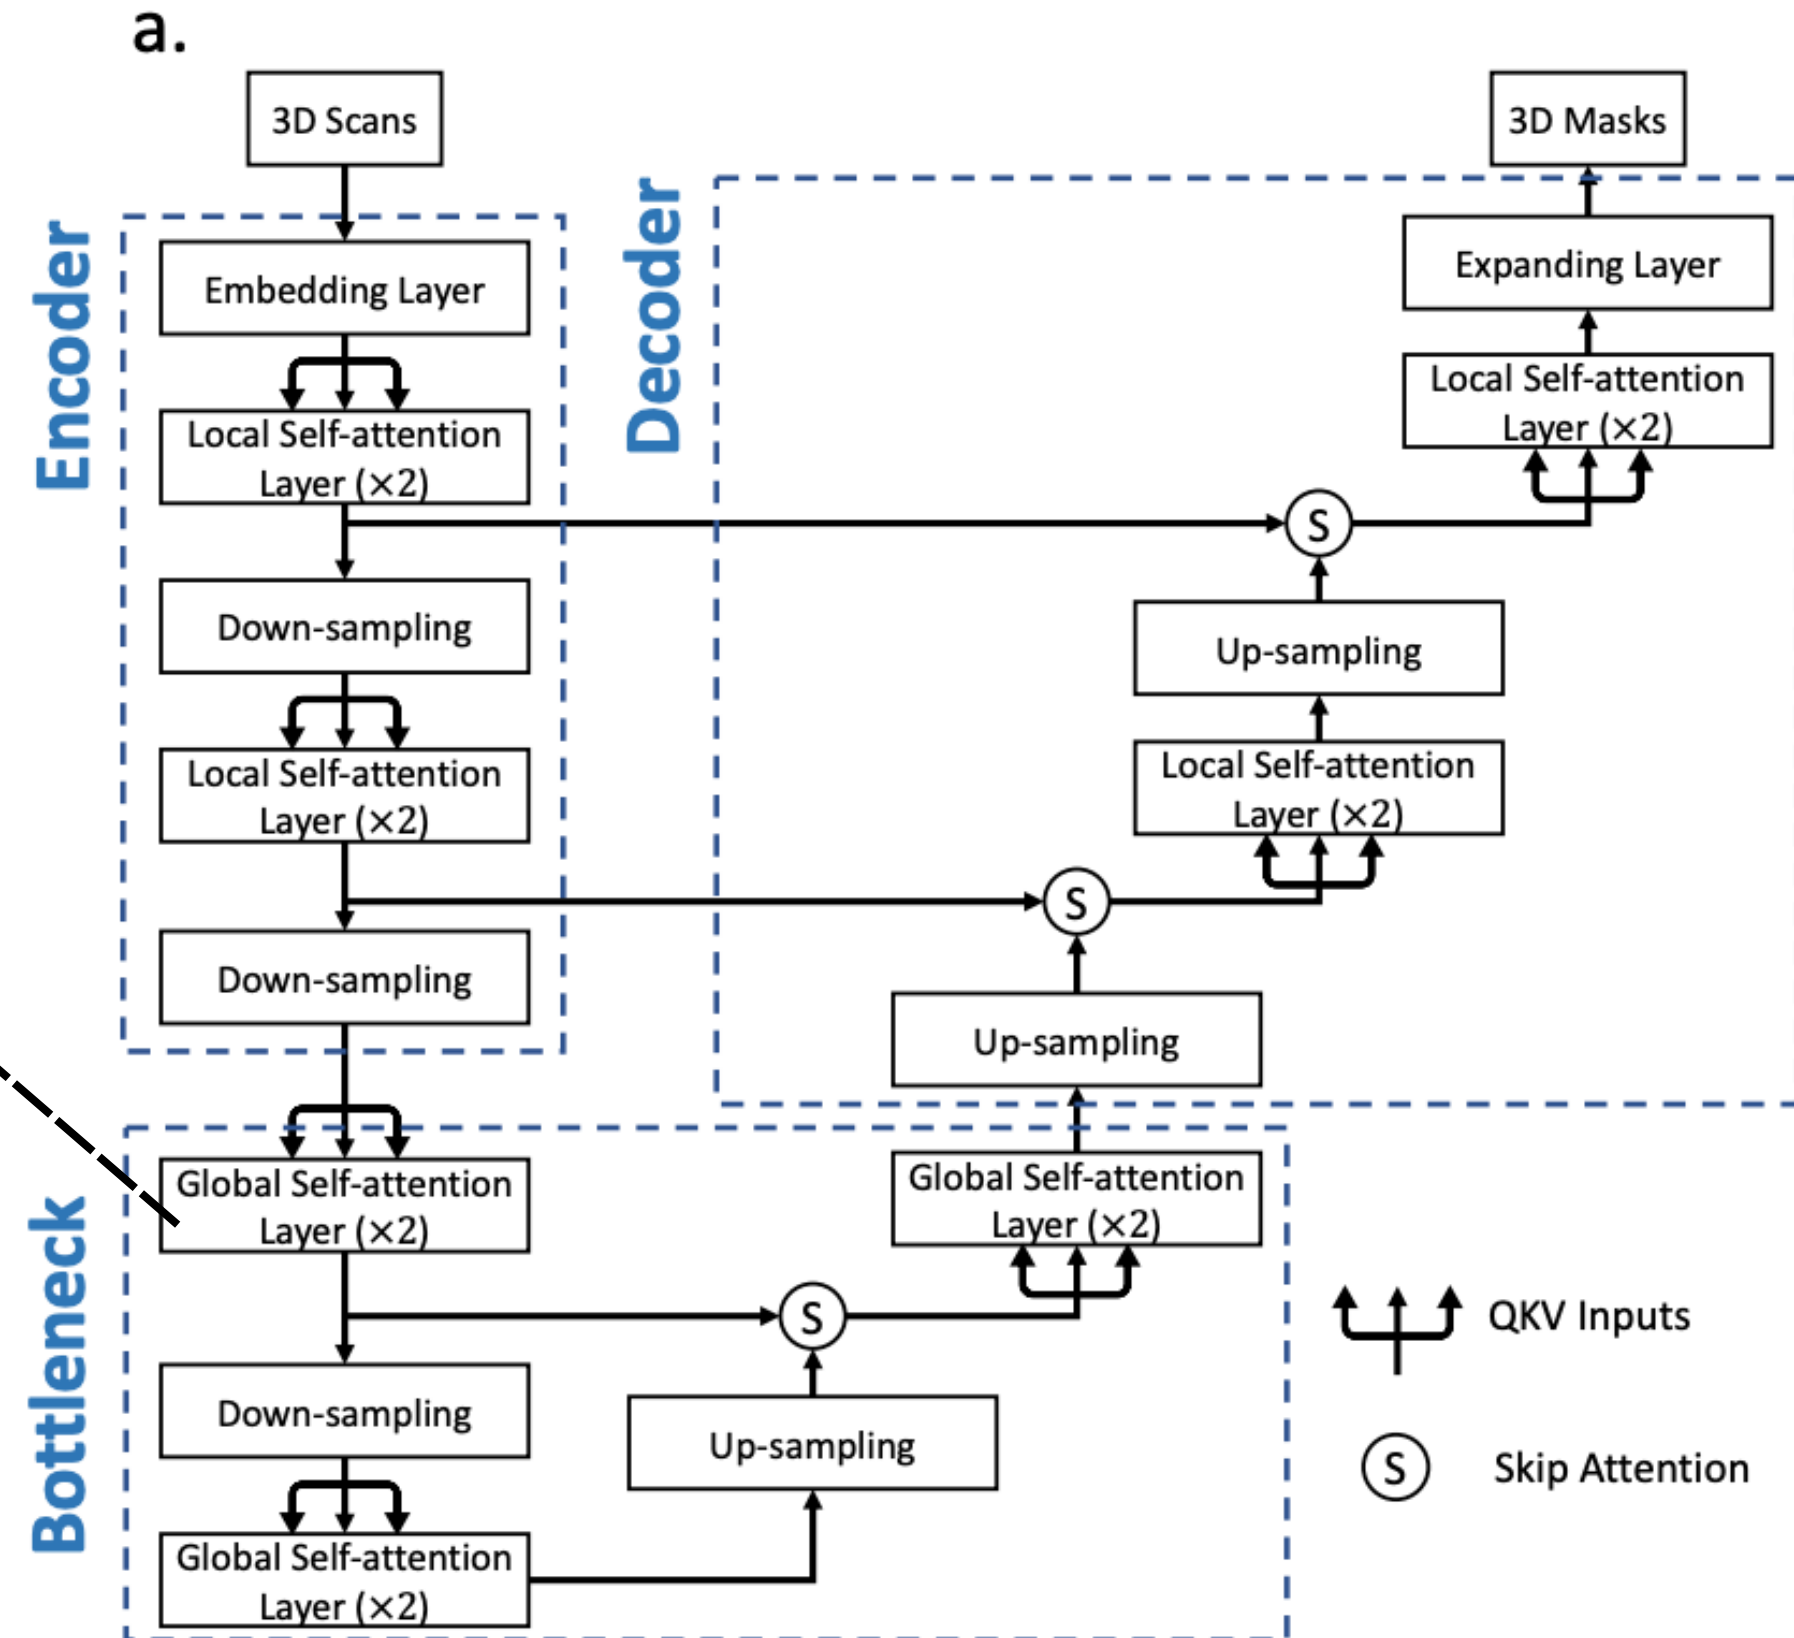 a.
3D Scans
Encoder
Embedding Layer
Local Self-attention
Layer (×2)
Down-sampling
Local Self-attention
Layer (×2)
Down-sampling
Bottleneck
Global Self-attention
Layer (×2)
Down-sampling
Global Self-attention
Layer (×2)
Up-sampling
S
Global Self-attention
Layer (×2)
Decoder
Up-sampling
S
Local Self-attention
Layer (×2)
Up-sampling
S
Local Self-attention
Layer (×2)
Expanding Layer
3D Masks
QKV Inputs
S
Skip Attention